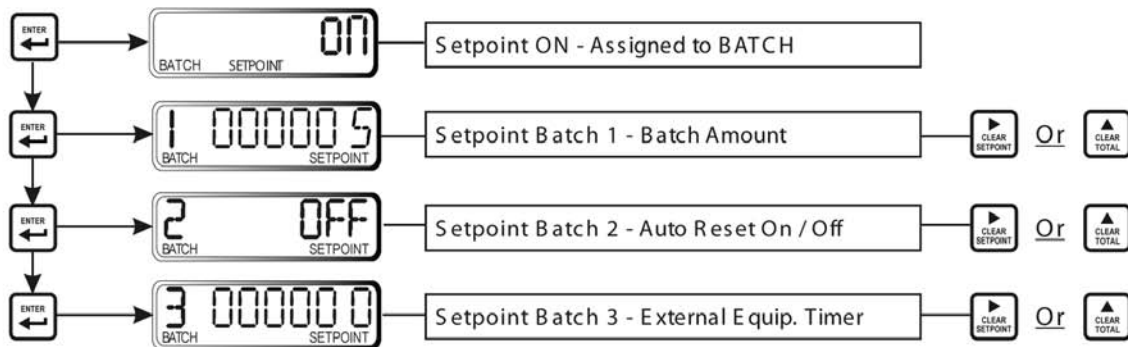 ENTER ON BATCH SETPOINT Setpoint ON - Assigned to BATCH
ENTER 1 000005 BATCH SETPOINT Setpoint Batch 1 - Batch Amount CLEAR SETPOINT Or CLEAR TOTAL
ENTER 2 OFF BATCH SETPOINT Setpoint Batch 2 - Auto Reset On / Off CLEAR SETPOINT Or CLEAR TOTAL
ENTER 3 000000 BATCH SETPOINT Setpoint Batch 3 - External Equip. Timer CLEAR SETPOINT Or CLEAR TOTAL